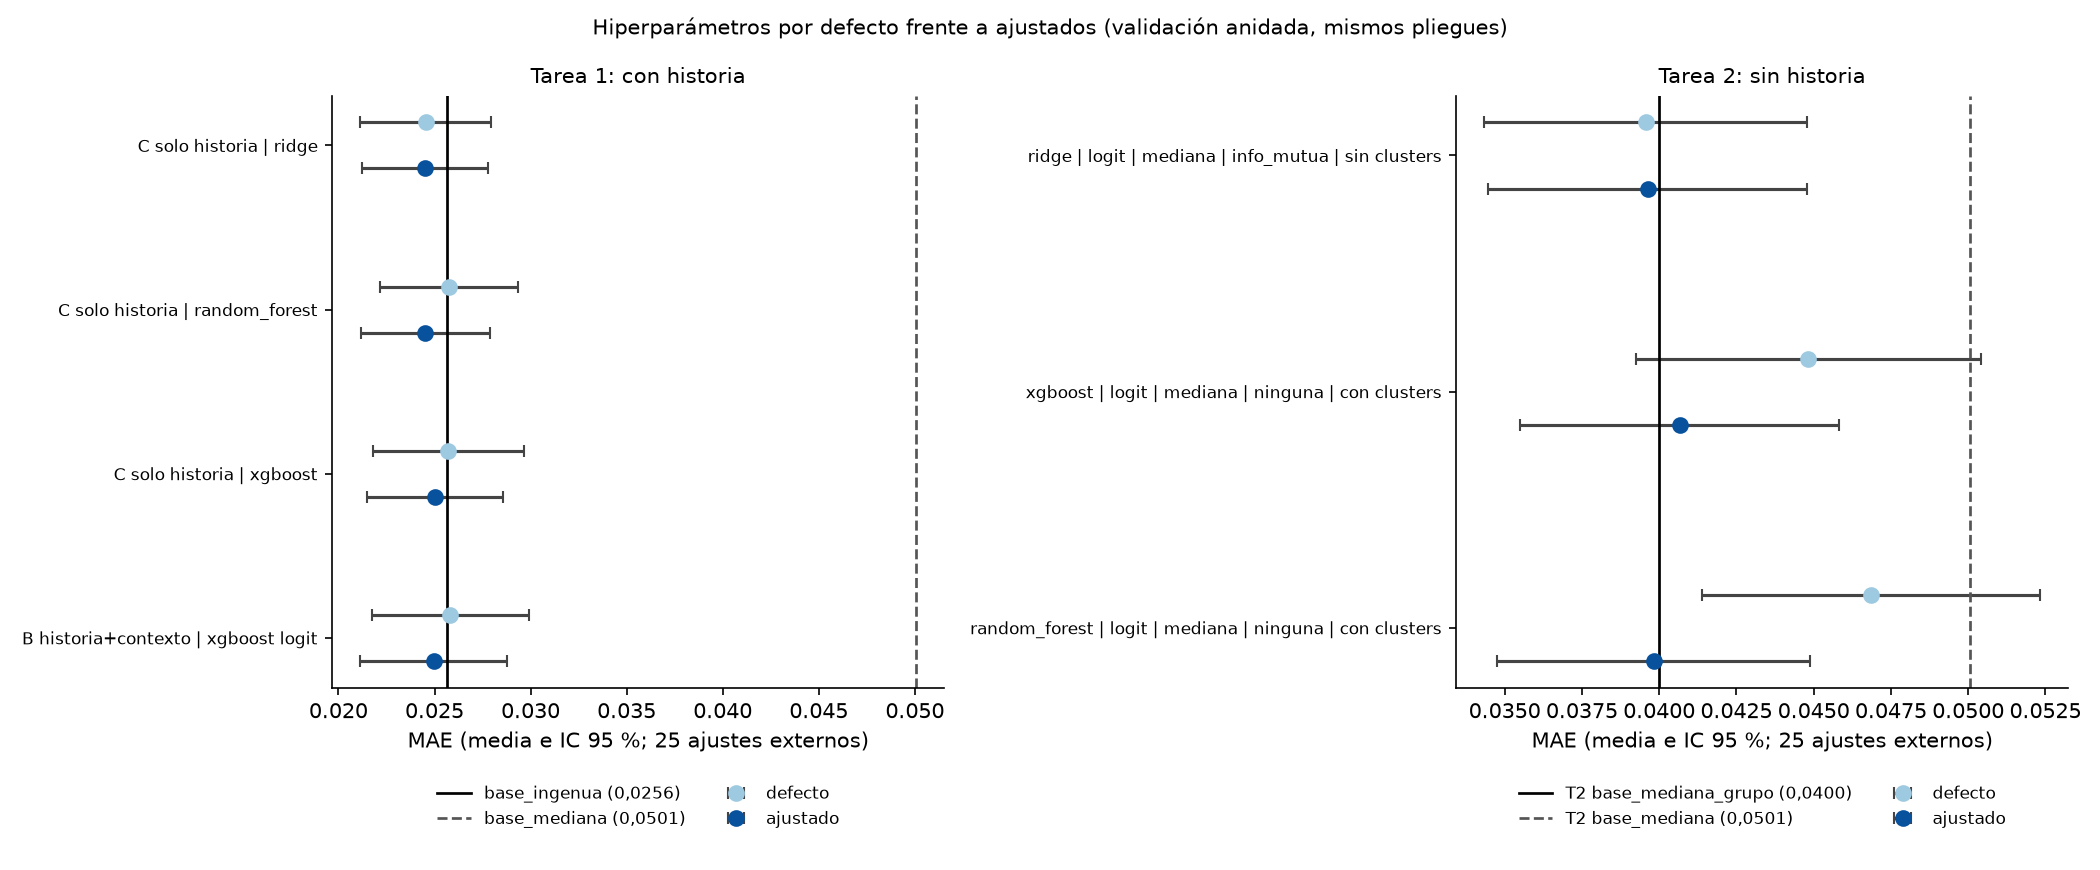 Hiperparámetros por defecto frente a ajustados (validación anidada, mismos pliegues)
Tarea 1: con historia
C solo historia | ridge
C solo historia | random_forest
C solo historia | xgboost
B historia+contexto | xgboost logit
0.020 0.025 0.030 0.035 0.040 0.045 0.050
MAE (media e IC 95 %; 25 ajustes externos)
base_ingenua (0,0256)
base_mediana (0,0501)
defecto
ajustado
Tarea 2: sin historia
ridge | logit | mediana | info_mutua | sin clusters
xgboost | logit | mediana | ninguna | con clusters
random_forest | logit | mediana | ninguna | con clusters
0.0350 0.0375 0.0400 0.0425 0.0450 0.0475 0.0500 0.0525
MAE (media e IC 95 %; 25 ajustes externos)
T2 base_mediana_grupo (0,0400)
T2 base_mediana (0,0501)
defecto
ajustado